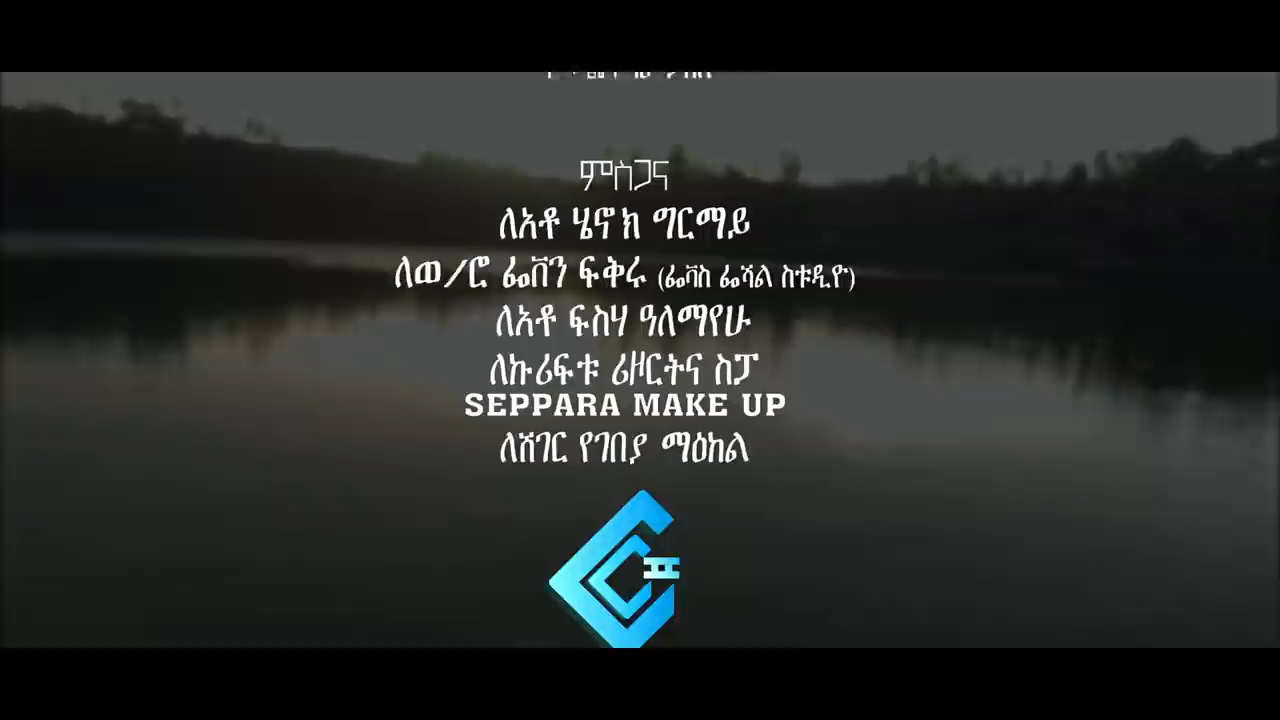 ምስጋና
ለአቶ ሄኖክ ግርማይ
ለወ/ሮ ፌቨን ፍቅሩ (ፌቫስ ፌሻል ስቱዲዮ)
ለአቶ ፍስሃ ዓለማየሁ
ለኩሪፍቱ ሪዞርትና ስፓ
SEPPARA MAKE UP
ለሸገር የገበያ ማዕከል